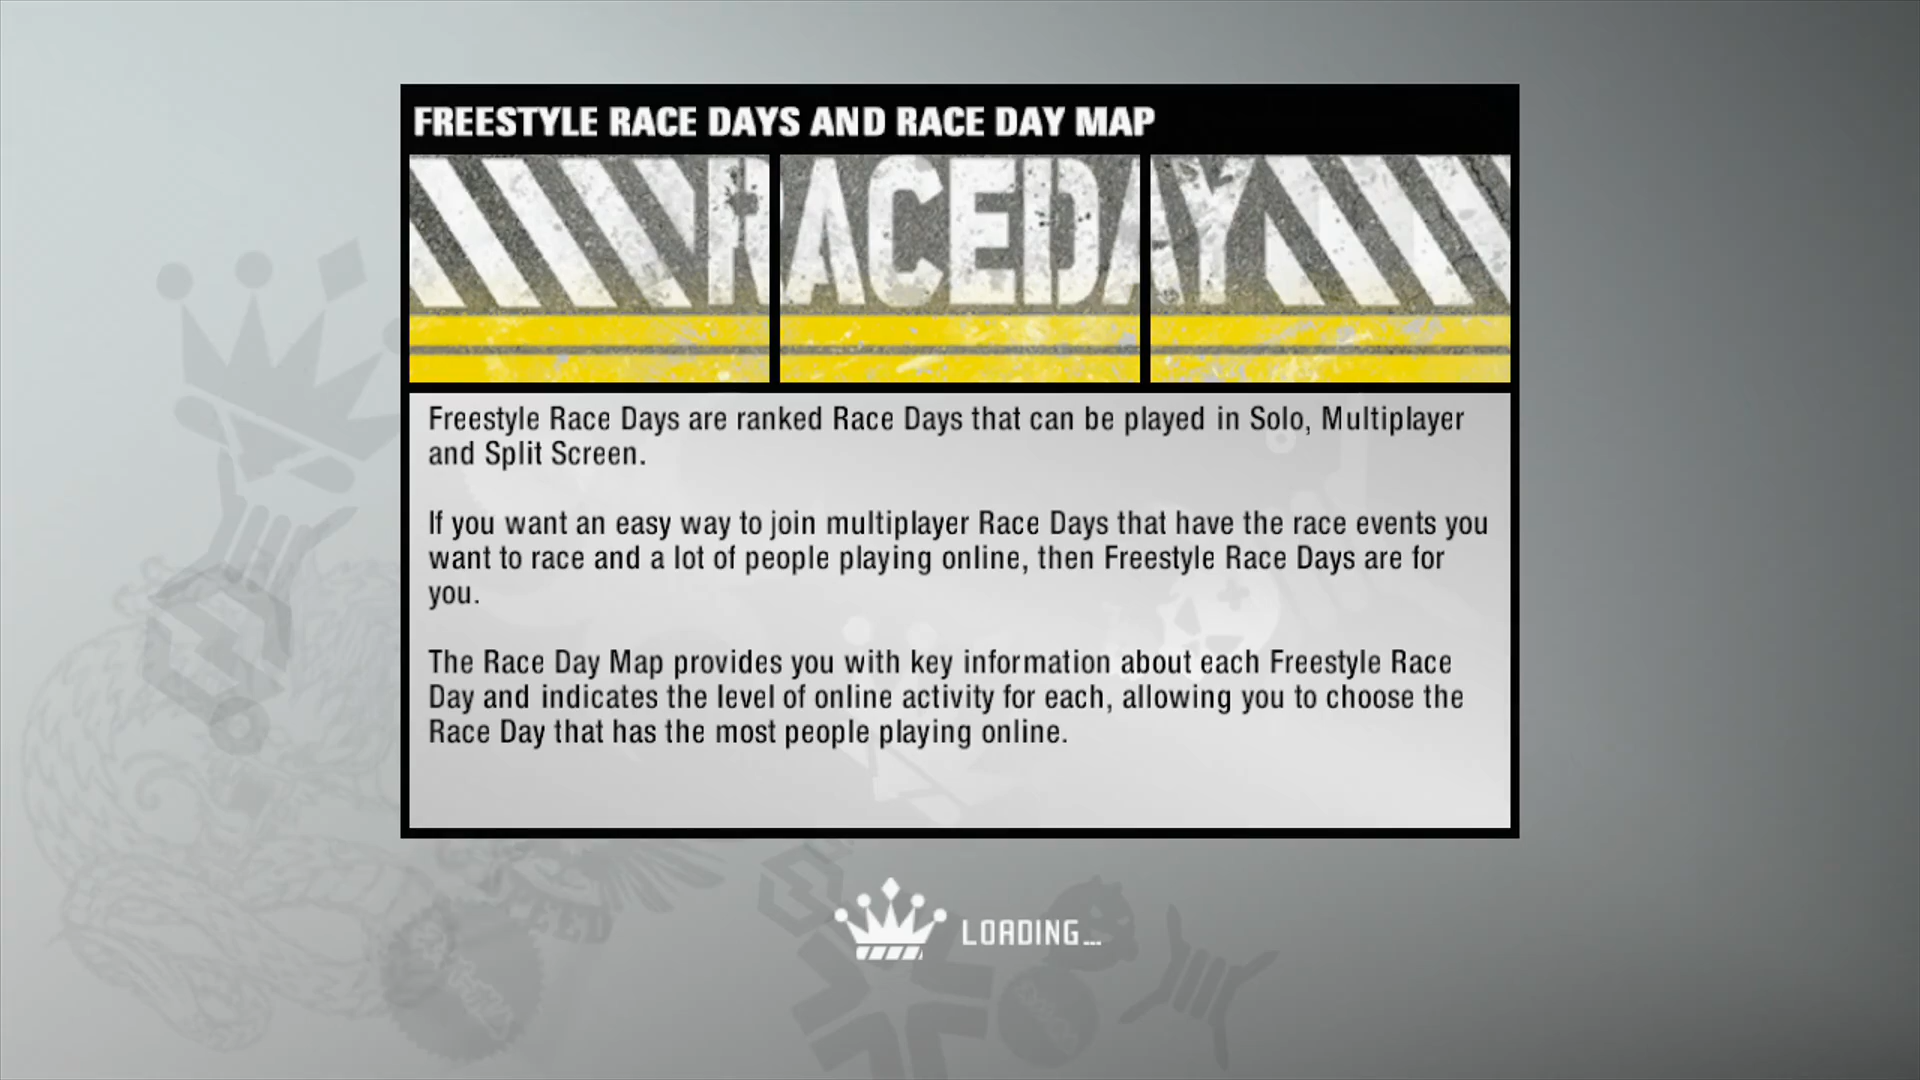 FREESTYLE RACE DAYS AND RACE DAY MAP
RACEDAY
Freestyle Race Days are ranked Race Days that can be played in Solo, Multiplayer
and Split Screen.
If you want an easy way to join multiplayer Race Days that have the race events you
want to race and a lot of people playing online, then Freestyle Race Days are for
you.
The Race Day Map provides you with key information about each Freestyle Race
Day and indicates the level of online activity for each, allowing you to choose the
Race Day that has the most people playing online.
LOADING...